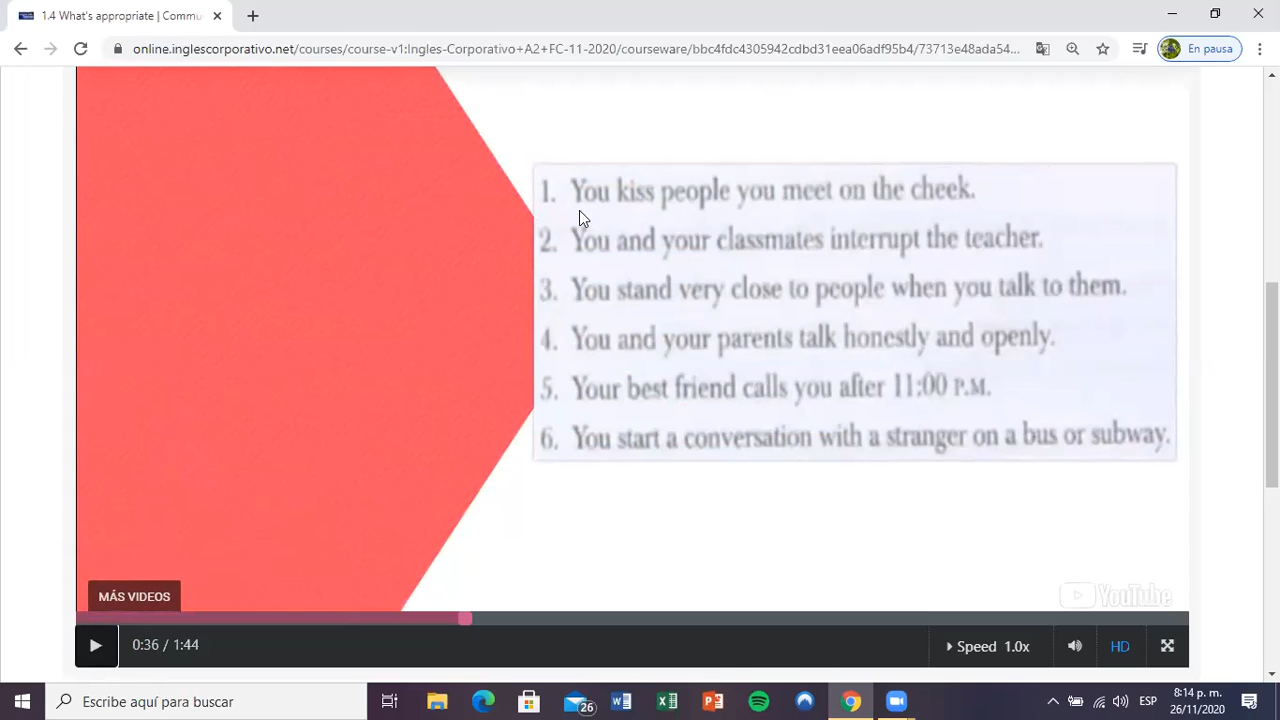 1.4 What's appropriate | Commu
online.inglescorporativo.net/courses/course-v1:Ingles-Corporativo+A2+FC-11-2020/courseware/bbc4fdc4305942cdbd31eea06adf95b4/73713e48ada54...
En pausa
1. You kiss people you meet on the cheek.
2. You and your classmates interrupt the teacher.
3. You stand very close to people when you talk to them.
4. You and your parents talk honestly and openly.
5. Your best friend calls you after 11:00 P.M.
6. You start a conversation with a stranger on a bus or subway.
MÁS VIDEOS
YouTube
0:36 / 1:44
Speed 1.0x
HD
Escribe aquí para buscar
26
ESP
8:14 p. m.
26/11/2020